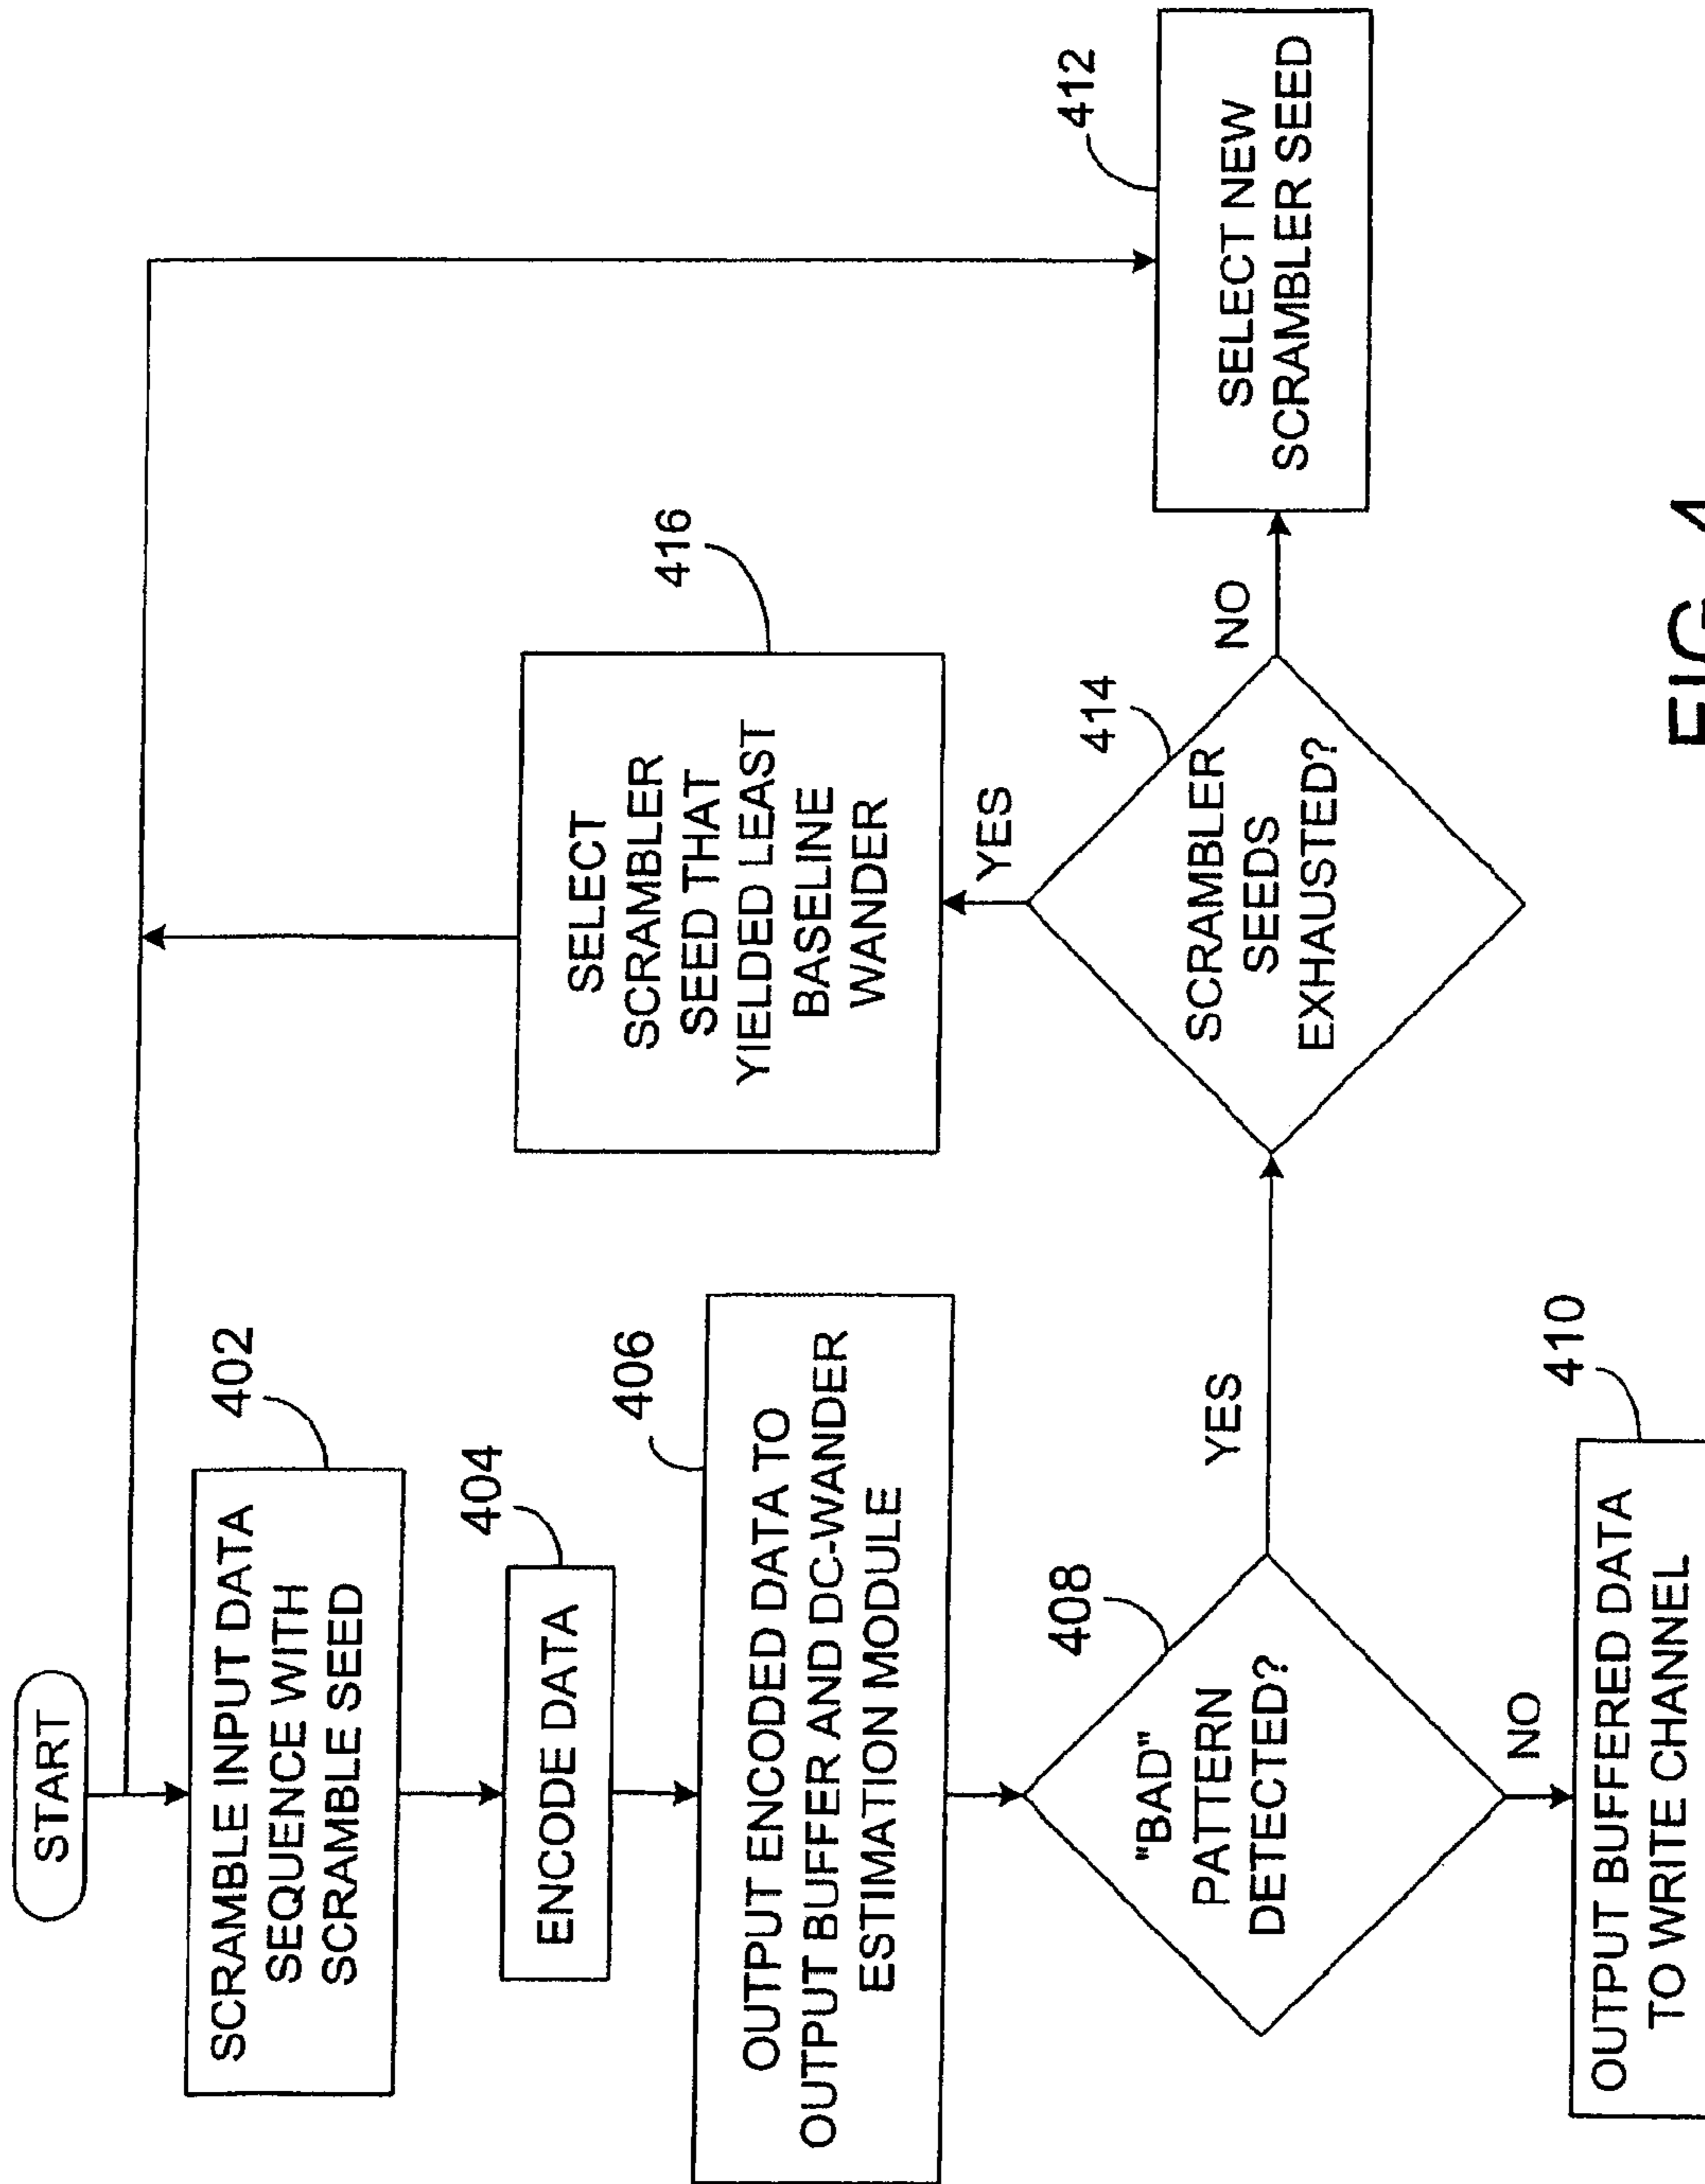 START
402
SCRAMBLE INPUT DATA
SEQUENCE WITH
SCRAMBLE SEED
404
ENCODE DATA
406
OUTPUT ENCODED DATA TO
OUTPUT BUFFER AND DC-WANDER
ESTIMATION MODULE
408
"BAD"
PATTERN
DETECTED?
YES
NO
410
OUTPUT BUFFERED DATA
TO WRITE CHANNEL
414
SCRAMBLER
SEEDS
EXHAUSTED?
YES
NO
416
SELECT
SCRAMBLER
SEED THAT
YIELDED LEAST
BASELINE
WANDER
412
SELECT NEW
SCRAMBLER SEED
FIG. 4